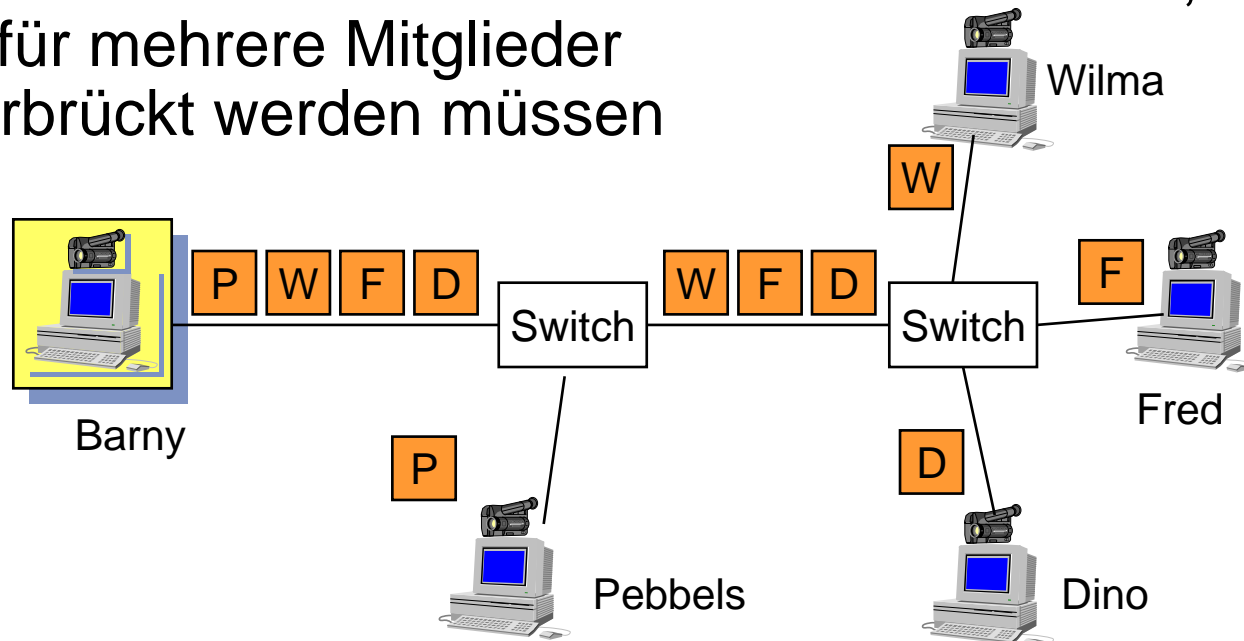 für mehrere Mitglieder
rbrückt werden müssen
Wilma
W
P W F D
W F D
F
Switch
Switch
Fred
Barny
P
D
Pebbels
Dino